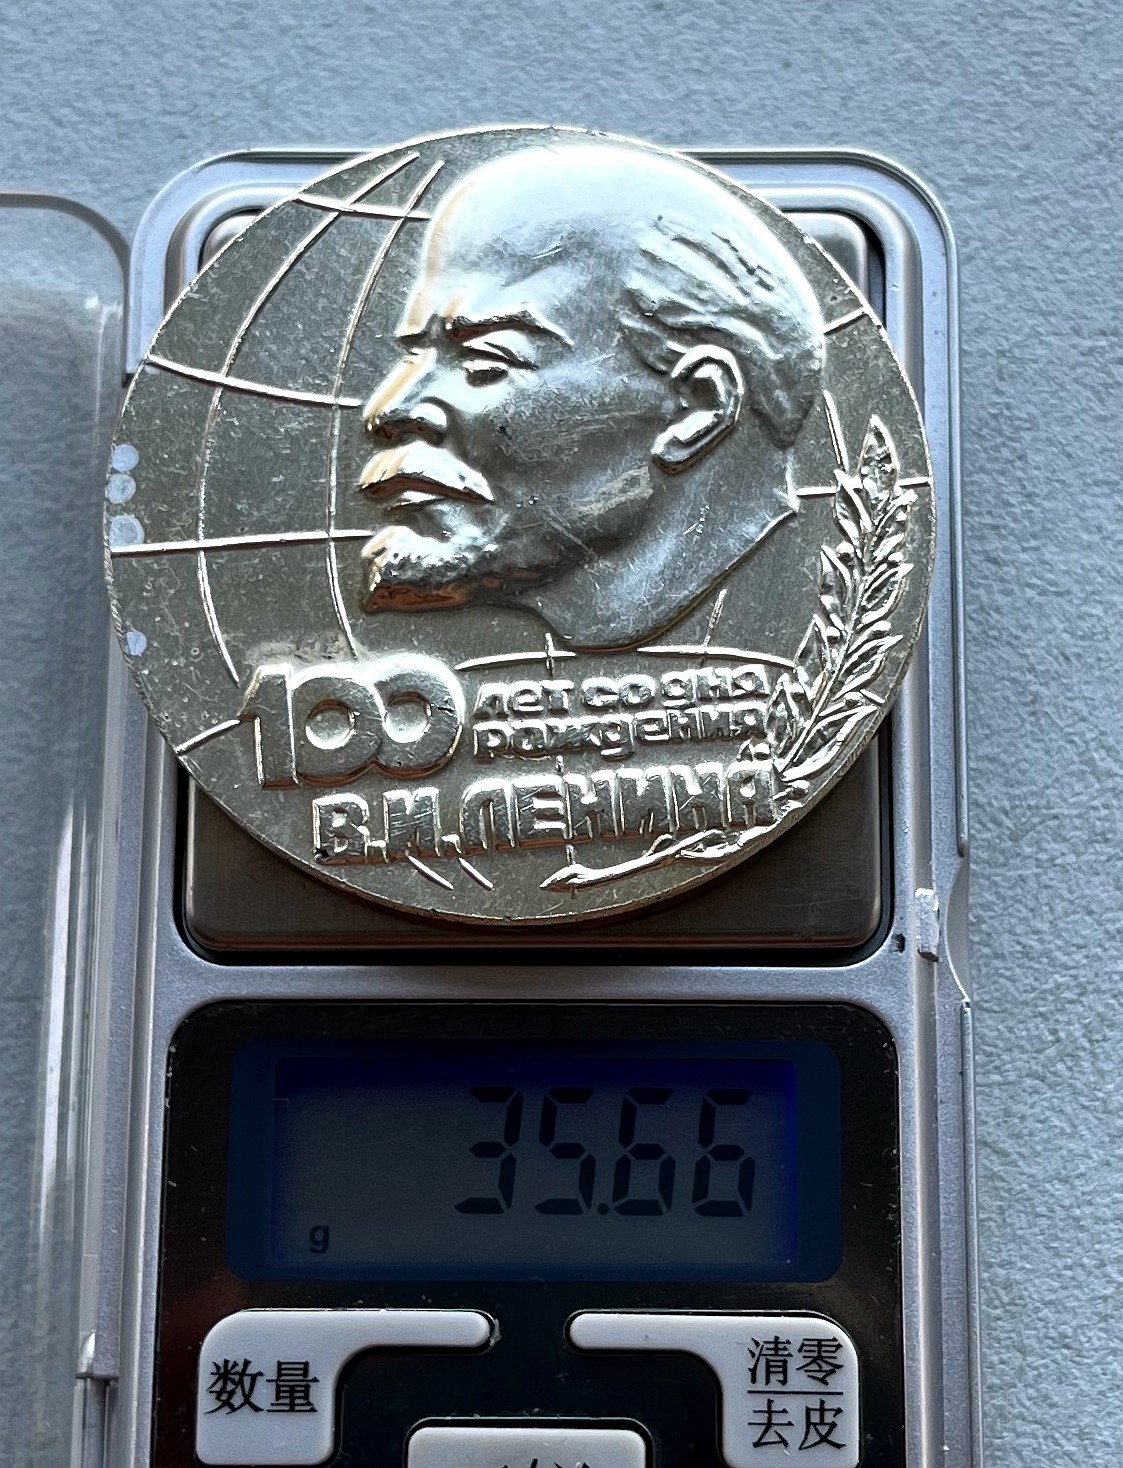 100 лет со дня
рождения
В.И.ЛЕНИНА
35.66
g
数量
清零
去皮